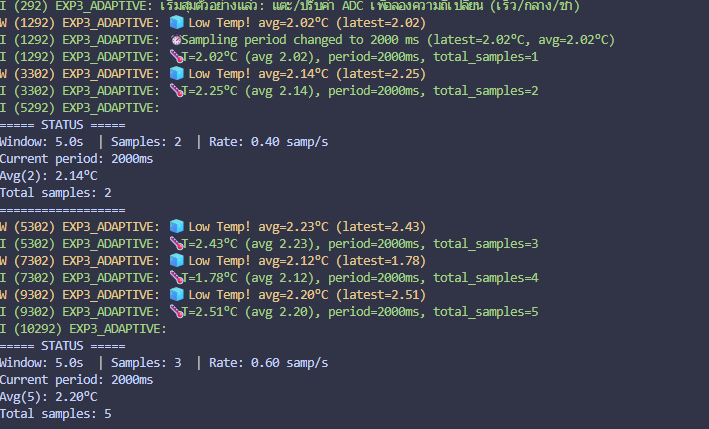 I (292) EXP3_ADAPTIVE: เริ่มสุ่มตัวอย่างแล้ว: แตะ/ปรับค่า ADC เพื่อลองความถี่เปลี่ยน (เร็ว/กลาง/ช้า)
W (1292) EXP3_ADAPTIVE: 🧊 Low Temp! avg=2.02°C (latest=2.02)
I (1292) EXP3_ADAPTIVE: ⏰Sampling period changed to 2000 ms (latest=2.02°C, avg=2.02°C)
I (1292) EXP3_ADAPTIVE: 🌡T=2.02°C (avg 2.02), period=2000ms, total_samples=1
W (3302) EXP3_ADAPTIVE: 🧊 Low Temp! avg=2.14°C (latest=2.25)
I (3302) EXP3_ADAPTIVE: 🌡T=2.25°C (avg 2.14), period=2000ms, total_samples=2
I (5292) EXP3_ADAPTIVE:
===== STATUS =====
Window: 5.0s | Samples: 2 | Rate: 0.40 samp/s
Current period: 2000ms
Avg(2): 2.14°C
Total samples: 2
==================
W (5302) EXP3_ADAPTIVE: 🧊 Low Temp! avg=2.23°C (latest=2.43)
I (5302) EXP3_ADAPTIVE: 🌡T=2.43°C (avg 2.23), period=2000ms, total_samples=3
W (7302) EXP3_ADAPTIVE: 🧊 Low Temp! avg=2.12°C (latest=1.78)
I (7302) EXP3_ADAPTIVE: 🌡T=1.78°C (avg 2.12), period=2000ms, total_samples=4
W (9302) EXP3_ADAPTIVE: 🧊 Low Temp! avg=2.20°C (latest=2.51)
I (9302) EXP3_ADAPTIVE: 🌡T=2.51°C (avg 2.20), period=2000ms, total_samples=5
I (10292) EXP3_ADAPTIVE:
===== STATUS =====
Window: 5.0s | Samples: 3 | Rate: 0.60 samp/s
Current period: 2000ms
Avg(5): 2.20°C
Total samples: 5